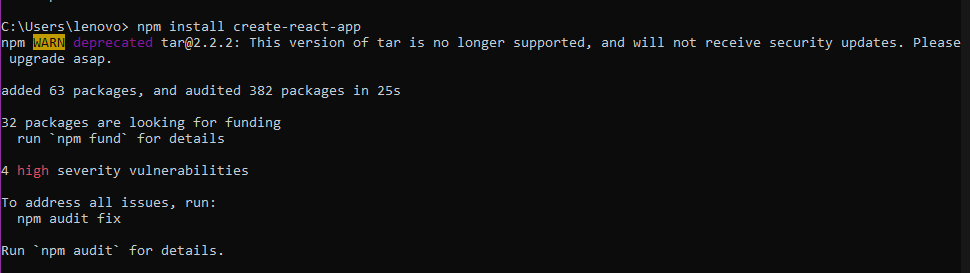 C:\Users\lenovo> npm install create-react-app
npm WARN deprecated tar@2.2.2: This version of tar is no longer supported, and will not receive security updates. Please
 upgrade asap.
added 63 packages, and audited 382 packages in 25s
32 packages are looking for funding
  run `npm fund` for details
4 high severity vulnerabilities
To address all issues, run:
  npm audit fix
Run `npm audit` for details.